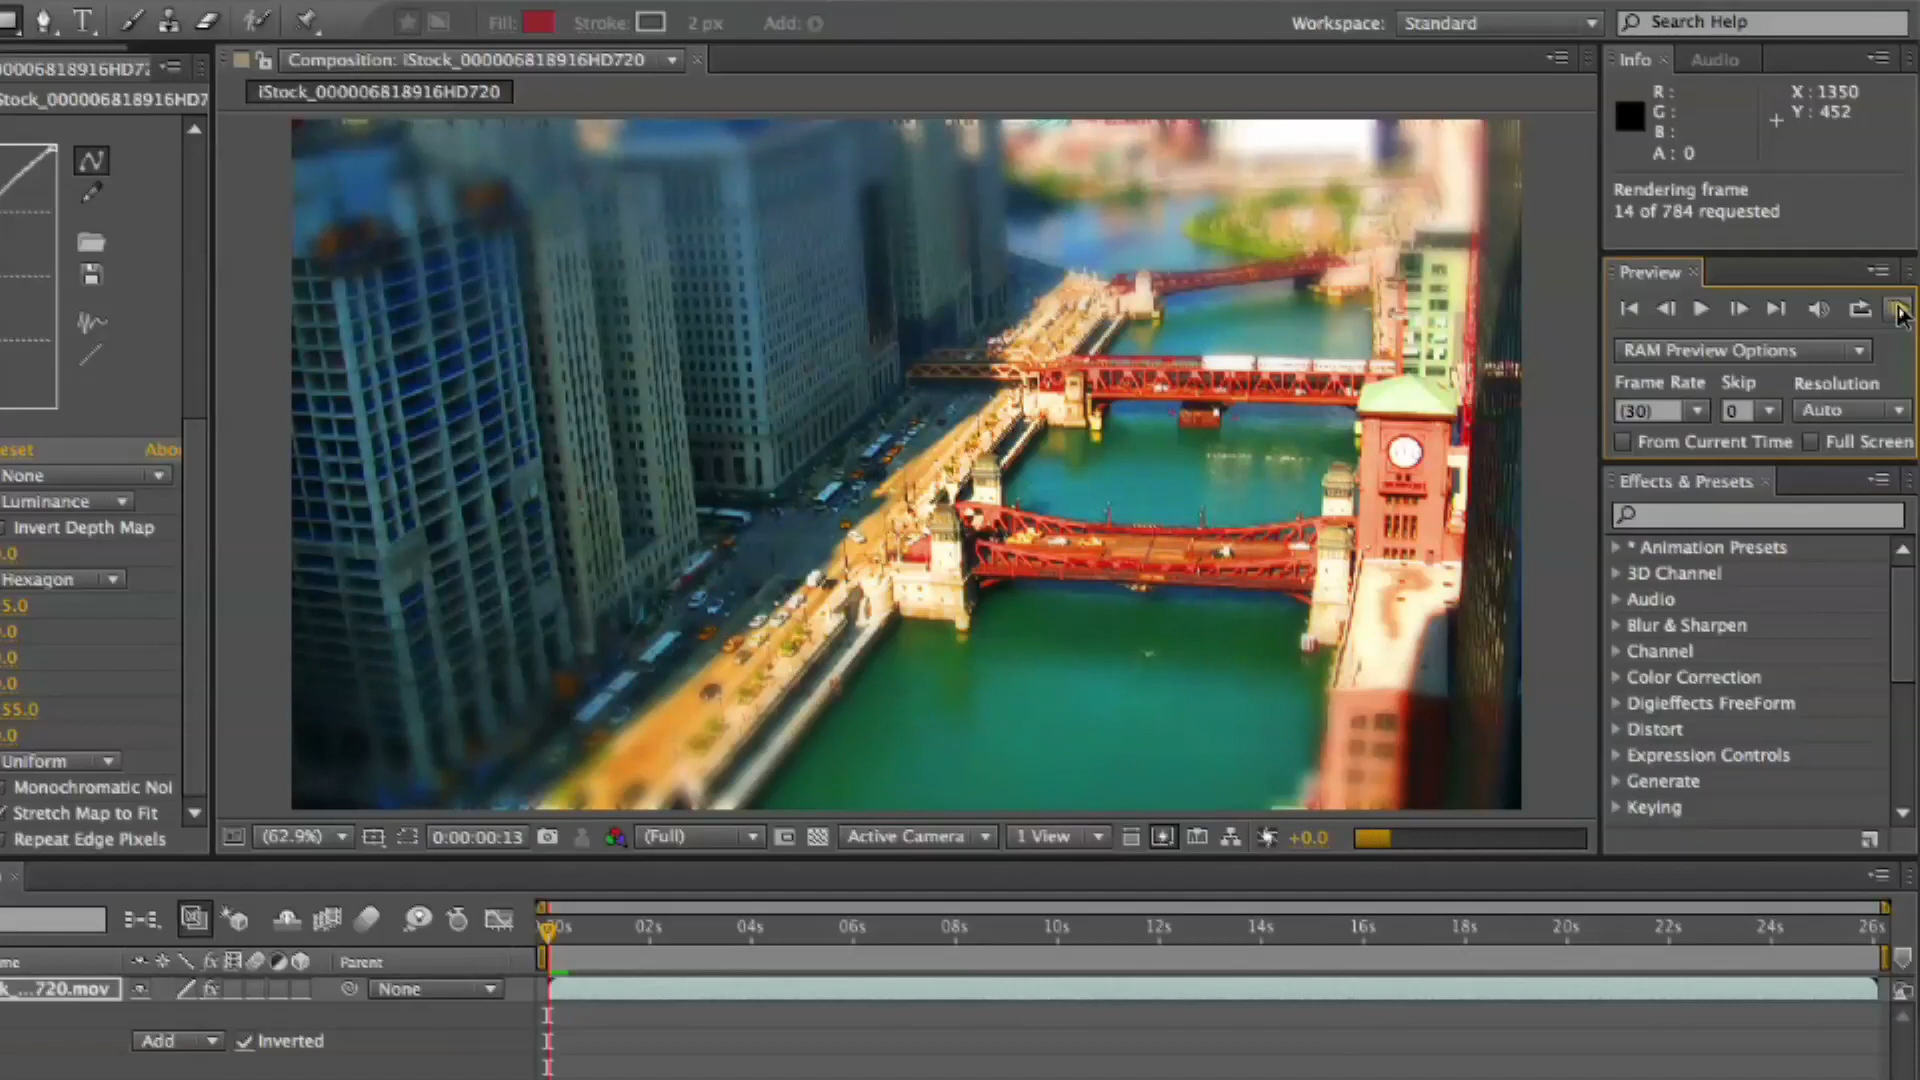 Fill:
Stroke:
2 px
Add:
Workspace:
Standard
Search Help
Composition: iStock_000006818916HD720
Info
Audio
iStock_000006818916HD720
R :
G :
B :
A : 0
X : 1350
Y : 452
Rendering frame
14 of 784 requested
Preview
RAM Preview Options
Frame Rate
Skip
Resolution
(30)
0
Auto
From Current Time
Full Screen
Effects & Presets
* Animation Presets
3D Channel
Audio
Blur & Sharpen
Channel
Color Correction
Digieffects FreeForm
Distort
Expression Controls
Generate
Keying
None
Luminance
Invert Depth Map
Hexagon
5.0
55.0
Uniform
Monochromatic Noi
Stretch Map to Fit
Repeat Edge Pixels
(62.9%)
0:00:00:13
(Full)
Active Camera
1 View
+0.0
02s
04s
06s
08s
10s
12s
14s
16s
18s
20s
22s
24s
26s
Parent
k_...720.mov
None
Add
Inverted